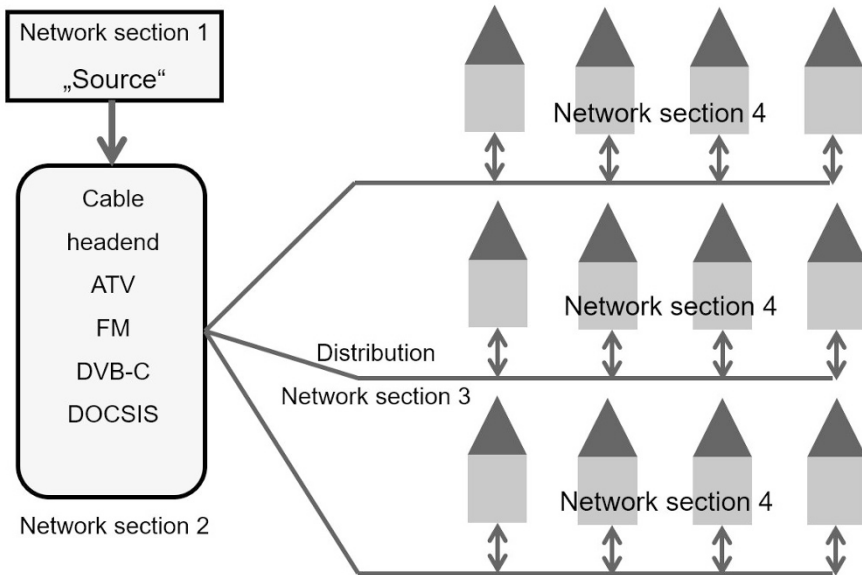 Network section 1
„Source“
Cable
headend
ATV
FM
DVB-C
DOCSIS
Network section 2
Distribution
Network section 3
Network section 4
Network section 4
Network section 4